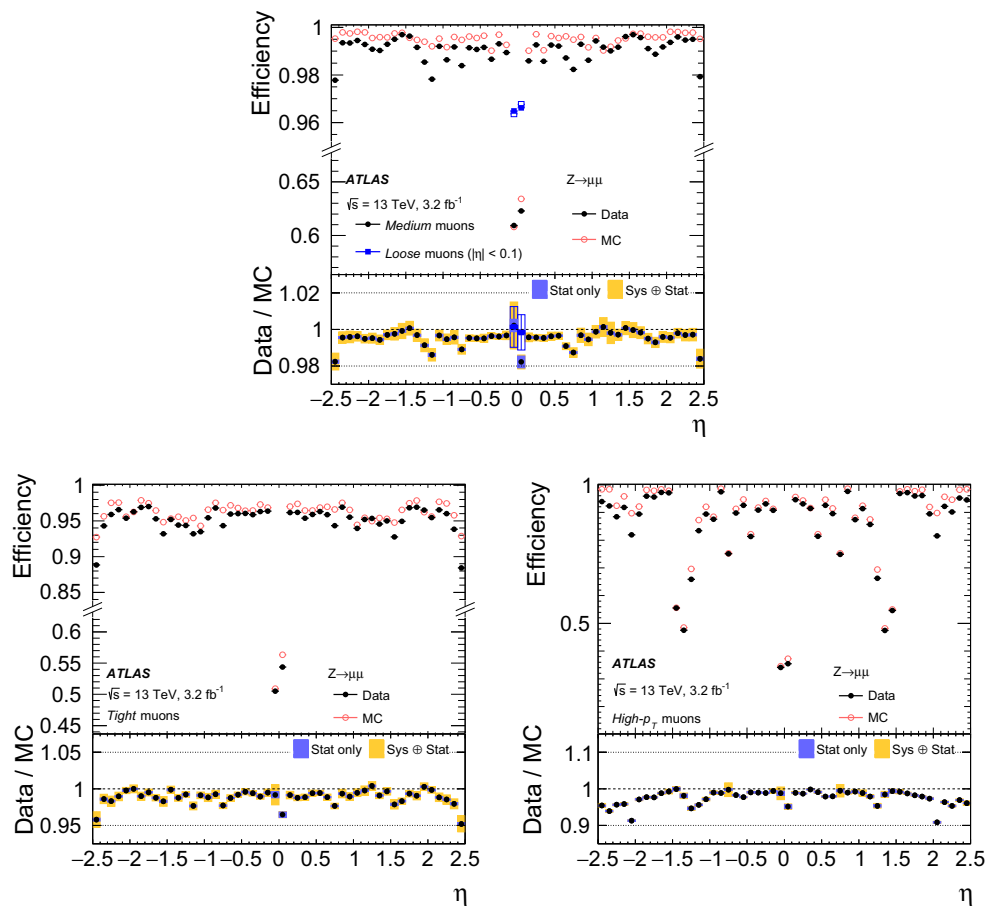 Efficiency
1
0.98
0.96
0.65
0.6
ATLAS
√s = 13 TeV, 3.2 fb⁻¹
Medium muons
Loose muons (|η| < 0.1)
Z→μμ
Data
MC
Data / MC
1.02
1
0.98
Stat only
Sys ⊕ Stat
−2.5 −2 −1.5 −1 −0.5 0 0.5 1 1.5 2 2.5
η
Efficiency
1
0.95
0.9
0.85
0.6
0.55
0.5
0.45
ATLAS
√s = 13 TeV, 3.2 fb⁻¹
Tight muons
Z→μμ
Data
MC
Data / MC
1.05
1
0.95
Stat only
Sys ⊕ Stat
−2.5 −2 −1.5 −1 −0.5 0 0.5 1 1.5 2 2.5
η
Efficiency
1
0.5
ATLAS
√s = 13 TeV, 3.2 fb⁻¹
High-p_T muons
Z→μμ
Data
MC
Data / MC
1.1
1
0.9
Stat only
Sys ⊕ Stat
−2.5 −2 −1.5 −1 −0.5 0 0.5 1 1.5 2 2.5
η